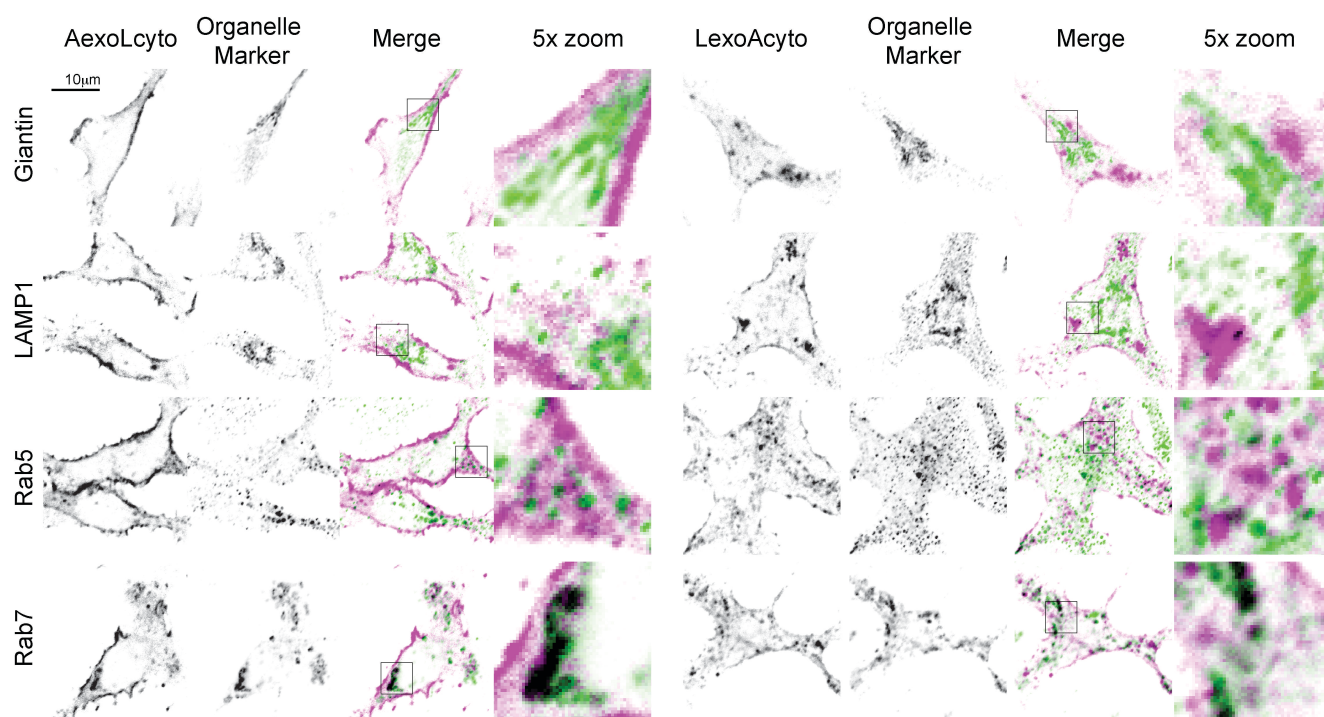 AexoLcyto
Organelle
Marker
Merge
5x zoom
LexoAcyto
Organelle
Marker
Merge
5x zoom
10μm
Giantin
LAMP1
Rab5
Rab7